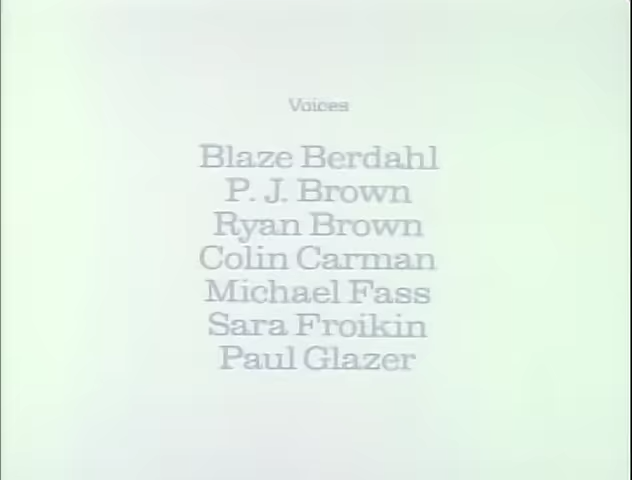 Voices
Blaze Berdahl
P. J. Brown
Ryan Brown
Colin Carman
Michael Fass
Sara Froikin
Paul Glazer